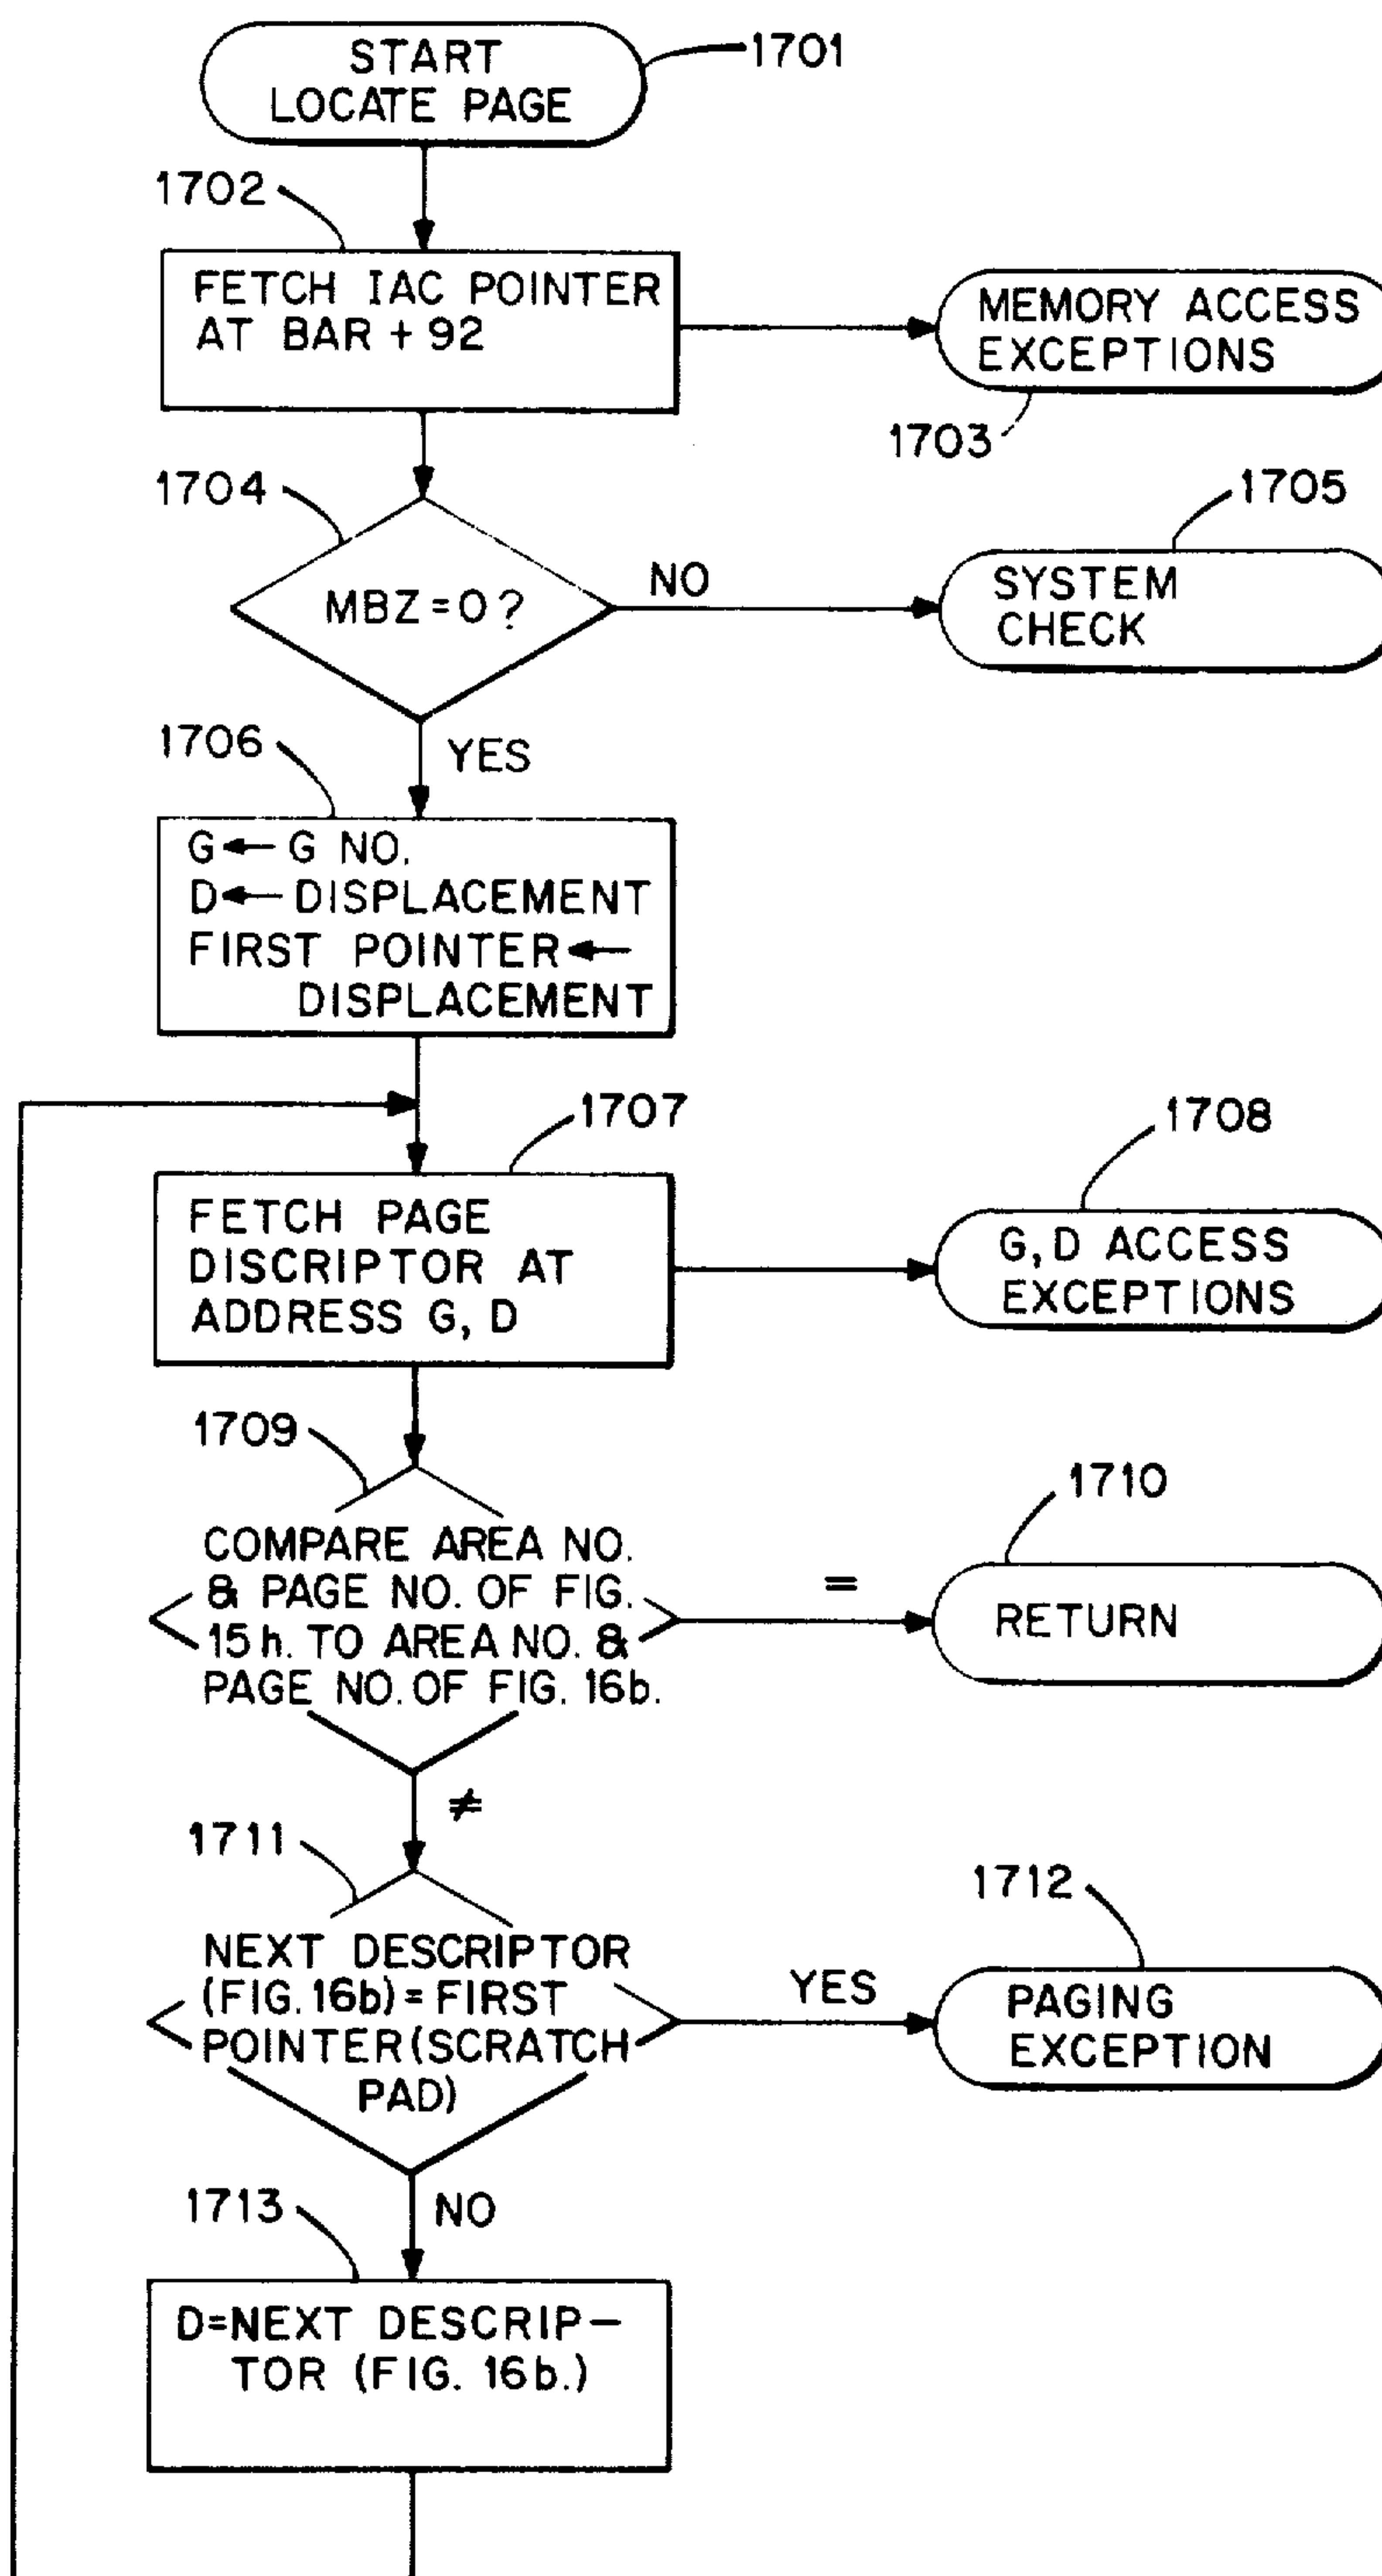 START
LOCATE PAGE
1701
1702
FETCH IAC POINTER
AT BAR + 92
MEMORY ACCESS
EXCEPTIONS
1703
1704
MBZ = 0 ?
NO
1705
SYSTEM
CHECK
YES
1706
G ← G NO.
D ← DISPLACEMENT
FIRST POINTER ←
DISPLACEMENT
1707
FETCH PAGE
DISCRIPTOR AT
ADDRESS G, D
1708
G, D ACCESS
EXCEPTIONS
1709
COMPARE AREA NO.
& PAGE NO. OF FIG.
15 h. TO AREA NO. &
PAGE NO. OF FIG. 16b.
=
1710
RETURN
≠
1711
NEXT DESCRIPTOR
(FIG. 16b) = FIRST
POINTER (SCRATCH
PAD)
YES
1712
PAGING
EXCEPTION
NO
1713
D=NEXT DESCRIP–
TOR (FIG. 16b.)